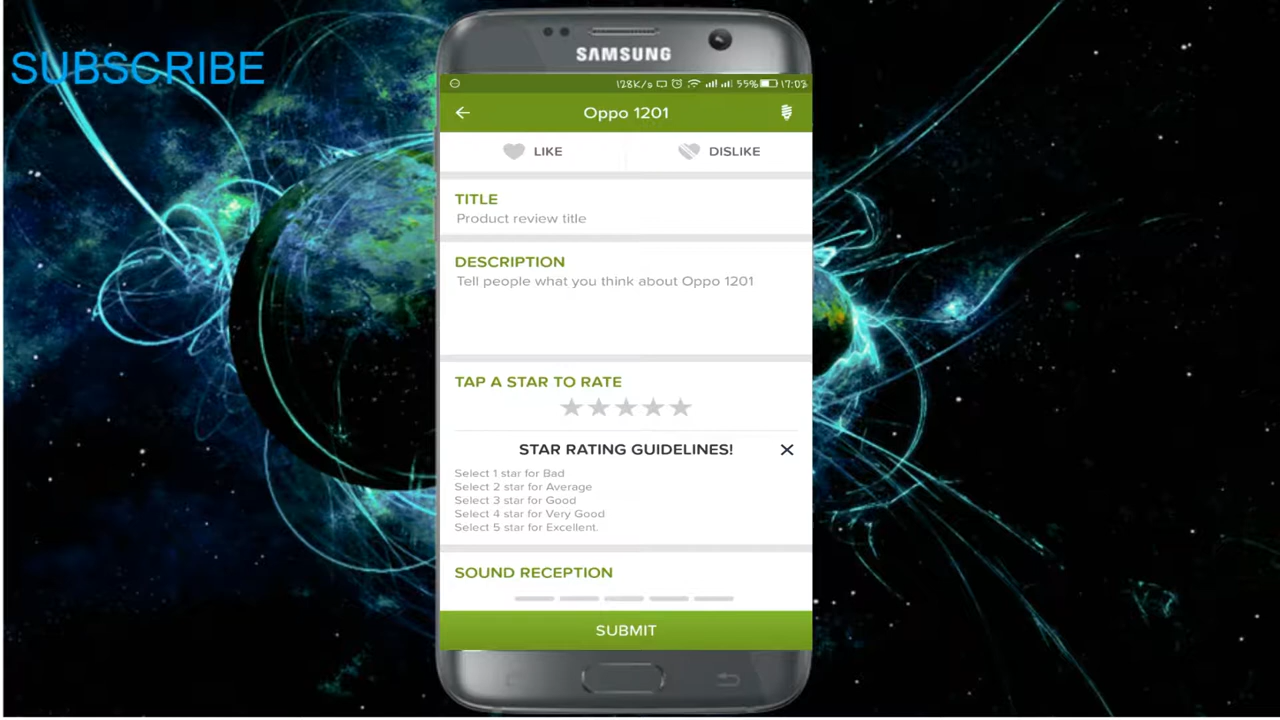 SUBSCRIBE
SAMSUNG
128K/s 55% 17:03
Oppo 1201
LIKE DISLIKE
TITLE
Product review title
DESCRIPTION
Tell people what you think about Oppo 1201
TAP A STAR TO RATE
STAR RATING GUIDELINES!
Select 1 star for Bad
Select 2 star for Average
Select 3 star for Good
Select 4 star for Very Good
Select 5 star for Excellent.
SOUND RECEPTION
SUBMIT